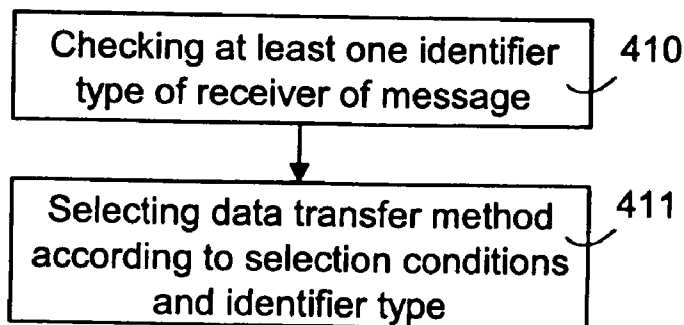 Checking at least one identifier
type of receiver of message
410
Selecting data transfer method
according to selection conditions
and identifier type
411